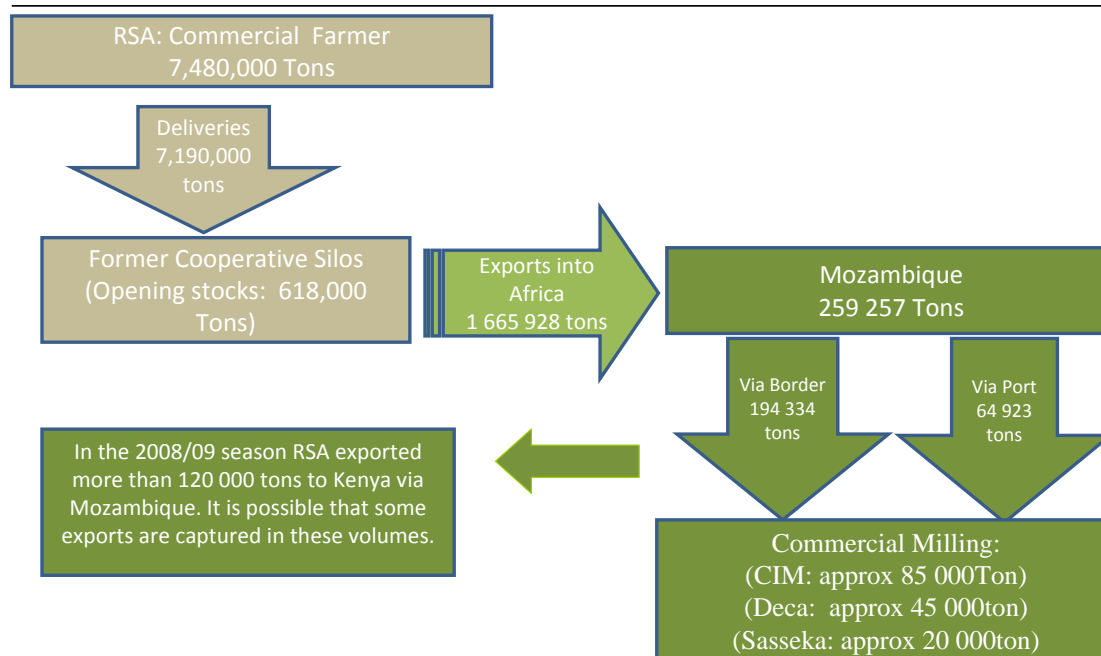 RSA: Commercial Farmer
7,480,000 Tons
Deliveries
7,190,000
tons
Former Cooperative Silos
(Opening stocks: 618,000
Tons)
Exports into
Africa
1 665 928 tons
Mozambique
259 257 Tons
Via Border
194 334
tons
Via Port
64 923
tons
In the 2008/09 season RSA exported
more than 120 000 tons to Kenya via
Mozambique. It is possible that some
exports are captured in these volumes.
Commercial Milling:
(CIM: approx 85 000Ton)
(Deca: approx 45 000ton)
(Sasseka: approx 20 000ton)